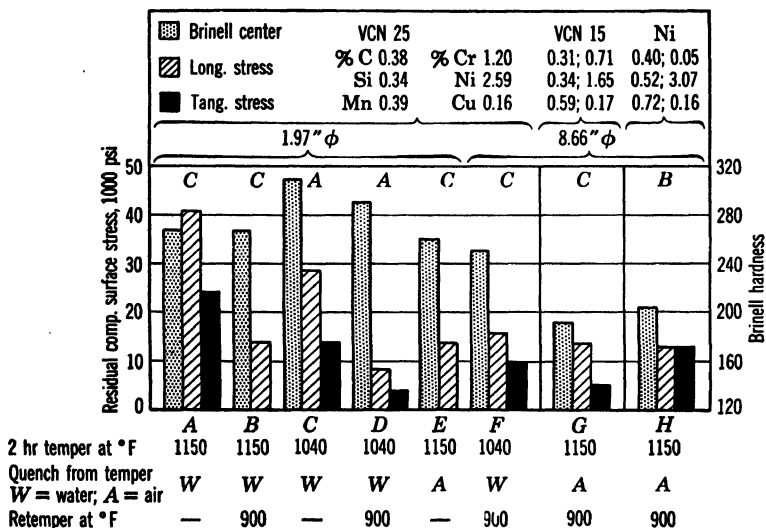 Brinell center VCN 25 VCN 15 Ni
Long. stress % C 0.38 % Cr 1.20 0.31; 0.71 0.40; 0.05
Si 0.34 Ni 2.59 0.34; 1.65 0.52; 3.07
Tang. stress Mn 0.39 Cu 0.16 0.59; 0.17 0.72; 0.16
1.97″ϕ 8.66″ϕ
50 C C A A C C C B 320
40 280
30 240
20 200
10 160
0 120
Residual comp. surface stress, 1000 psi
Brinell hardness
A B C D E F G H
2 hr temper at °F 1150 1150 1040 1040 1150 1040 1150 1150
Quench from temper
W = water; A = air W W W W A W A A
Retemper at °F — 900 — 900 — 900 900 900